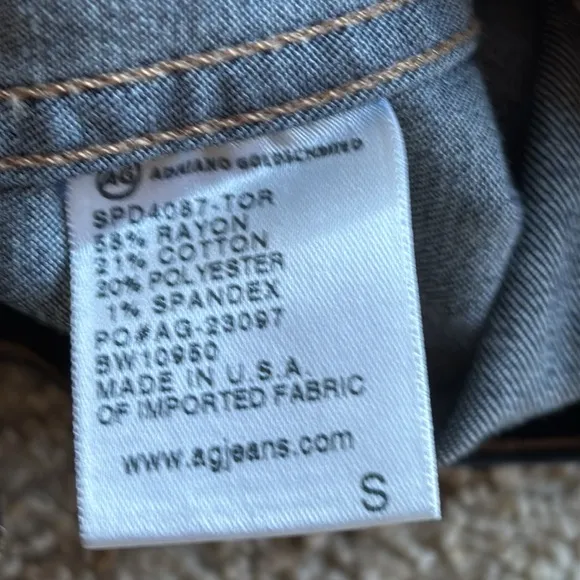 AG ADRIANO GOLDSCHMIED
SPD4087-TOR
58% RAYON
21% COTTON
20% POLYESTER
1% SPANDEX
PO#AG-23097
BW10950
MADE IN U.S.A.
OF IMPORTED FABRIC
www.agjeans.com
S